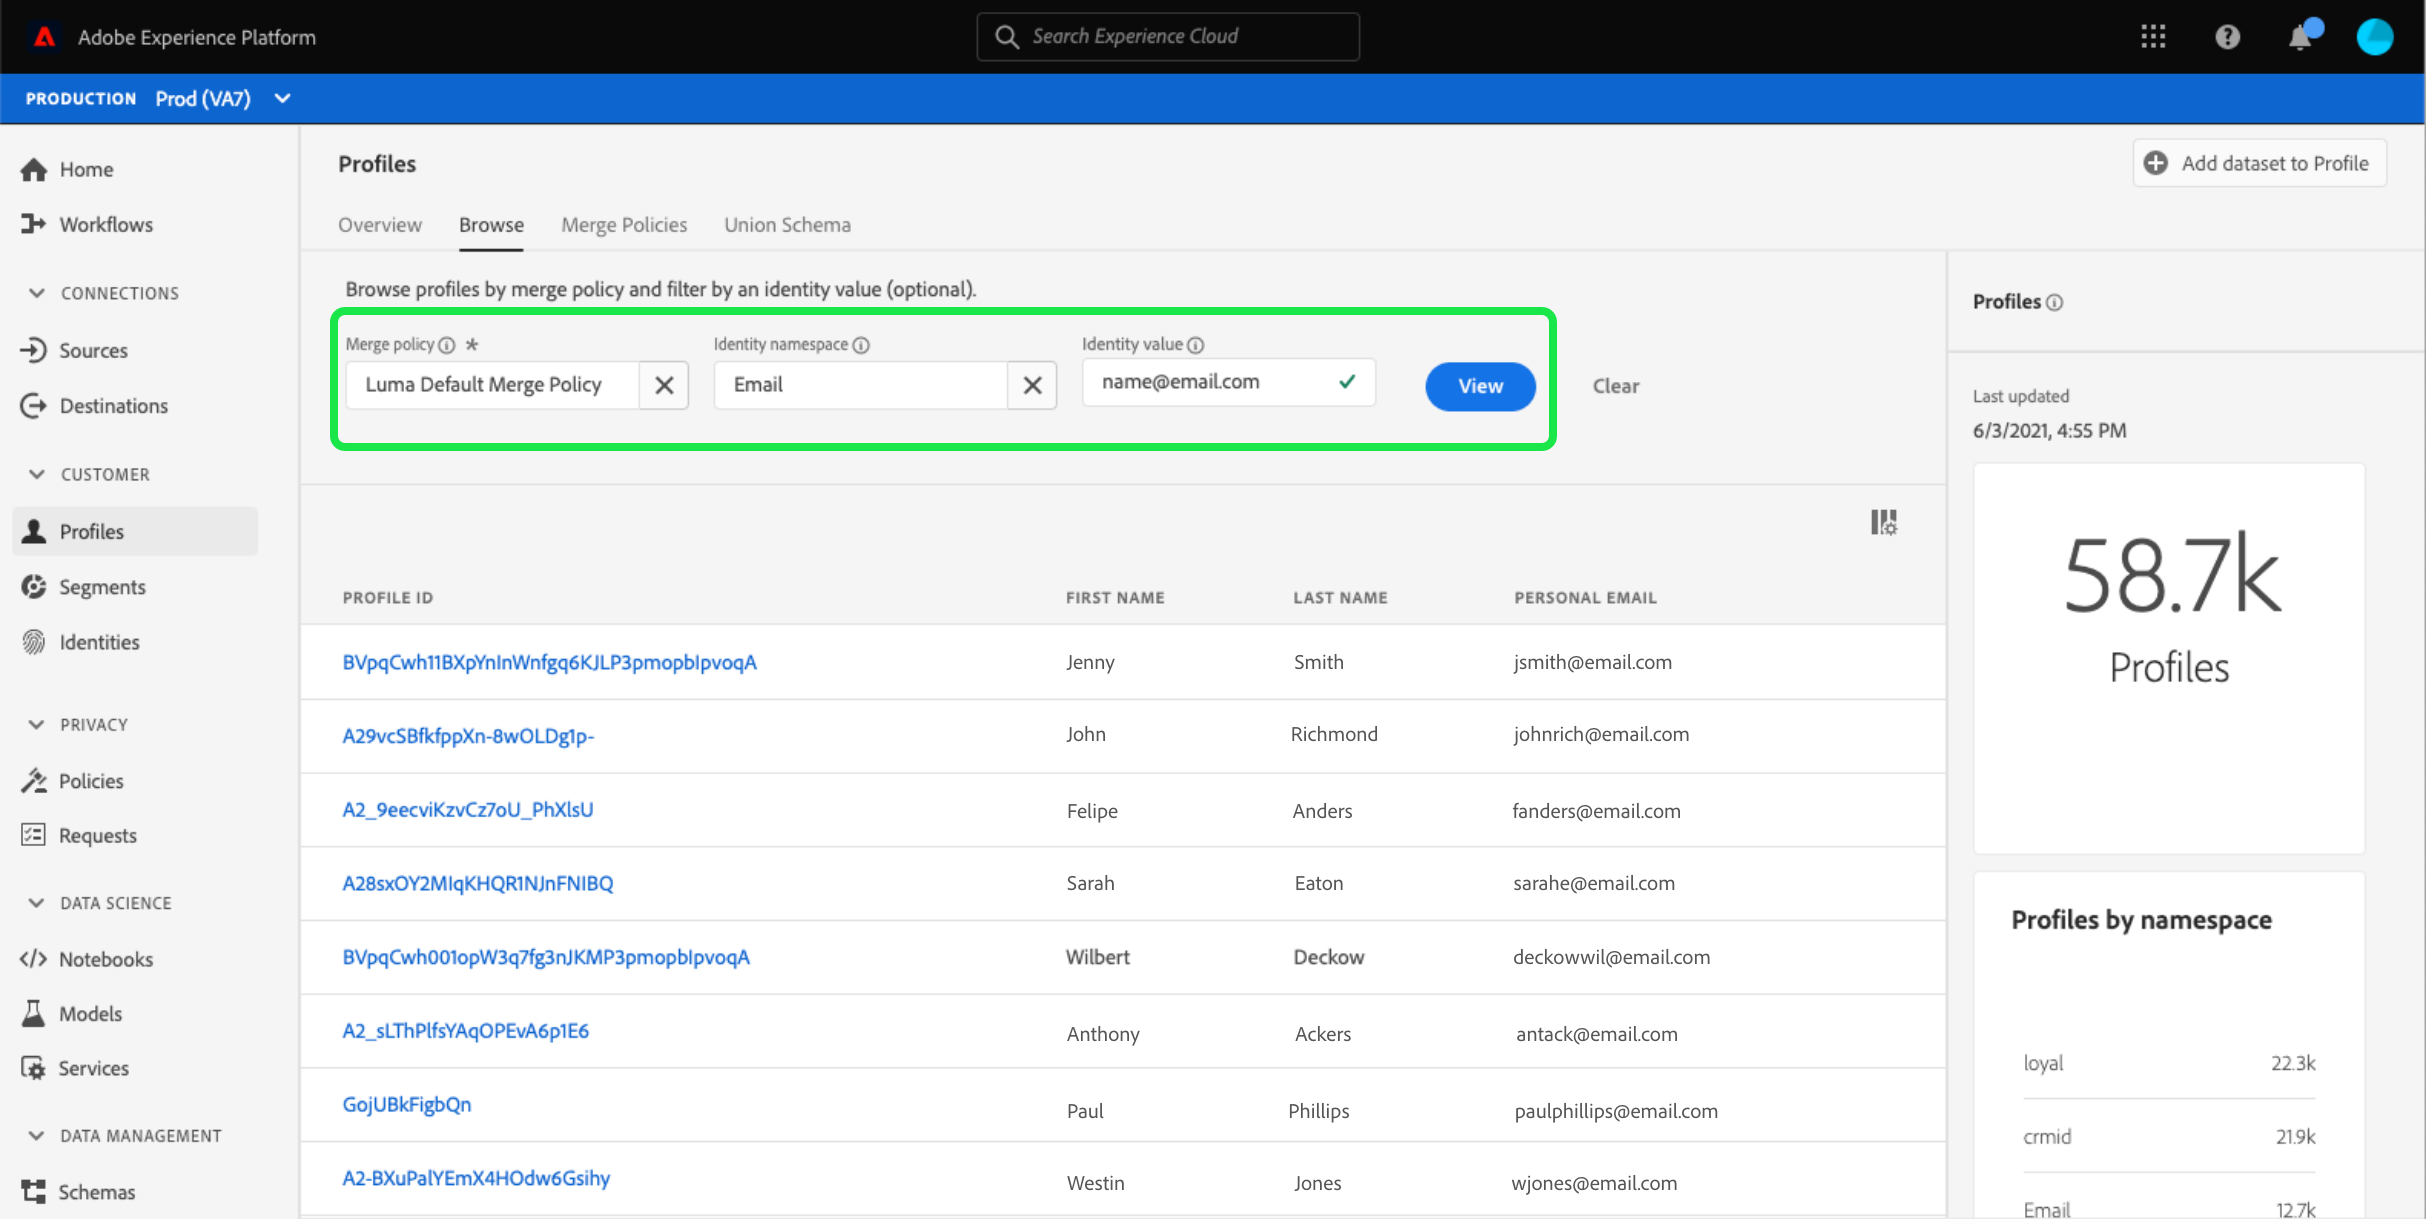 Adobe Experience Platform
Search Experience Cloud
PRODUCTION Prod (VA7)
Home
Workflows
CONNECTIONS
Sources
Destinations
CUSTOMER
Profiles
Segments
Identities
PRIVACY
Policies
Requests
DATA SCIENCE
Notebooks
Models
Services
DATA MANAGEMENT
Schemas
Profiles
Add dataset to Profile
Overview Browse Merge Policies Union Schema
Browse profiles by merge policy and filter by an identity value (optional).
Merge policy * Identity namespace Identity value
Luma Default Merge Policy Email name@email.com View Clear
PROFILE ID FIRST NAME LAST NAME PERSONAL EMAIL
BVpqCwh11BXpYnInWnfgq6KJLP3pmopbIpvoqA Jenny Smith jsmith@email.com
A29vcSBfkfppXn-8wOLDg1p- John Richmond johnrich@email.com
A2_9eecviKzvCz7oU_PhXlsU Felipe Anders fanders@email.com
A28sxOY2MIqKHQR1NJnFNIBQ Sarah Eaton sarahe@email.com
BVpqCwh001opW3q7fg3nJKMP3pmopbIpvoqA Wilbert Deckow deckowwil@email.com
A2_sLThPlfsYAqOPEvA6p1E6 Anthony Ackers antack@email.com
GojUBkFigbQn Paul Phillips paulphillips@email.com
A2-BXuPalYEmX4HOdw6Gsihy Westin Jones wjones@email.com
Profiles
Last updated
6/3/2021, 4:55 PM
58.7k
Profiles
Profiles by namespace
loyal 22.3k
crmid 21.9k
Email 12.7k